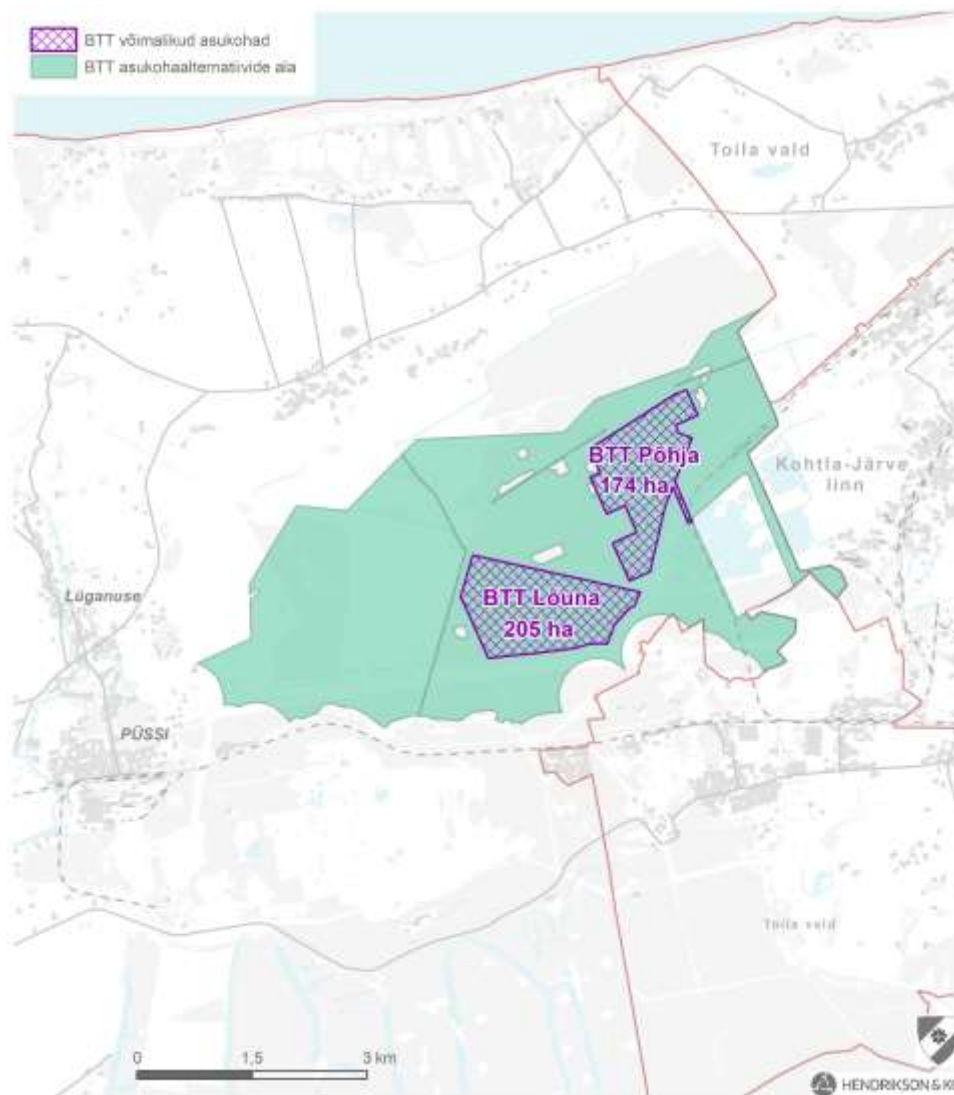 BTT võimalikud asukohad
BTT asukohaalternatiivide ala
Toila vald
BTT Põhja
174 ha
Kohtla-Järve
linn
BTT Lõuna
205 ha
Lüganuse
PÜSSI
Toila vald
0 1,5 3 km
HENDRIKSON & KO